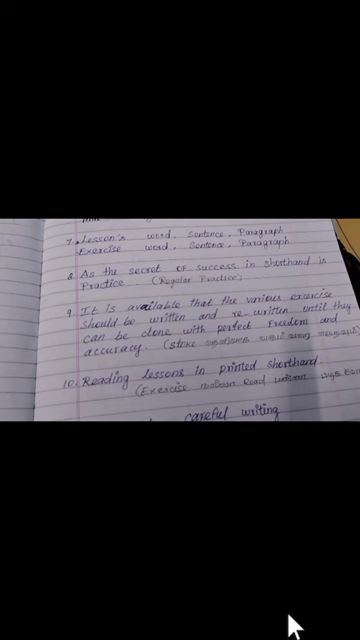 7. Lesson's word, Sentence, Paragraph
Exercise word, Sentence, Paragraph
8. As the secret of success in Shorthand is
Practice. (Regular Practice)
9. It is available that the various exercise
should be written and re-written until they
can be done with perfect Freedom and
accuracy. (Strike
10. Reading lessons in printed shorthand
(Exercise Read
careful writing